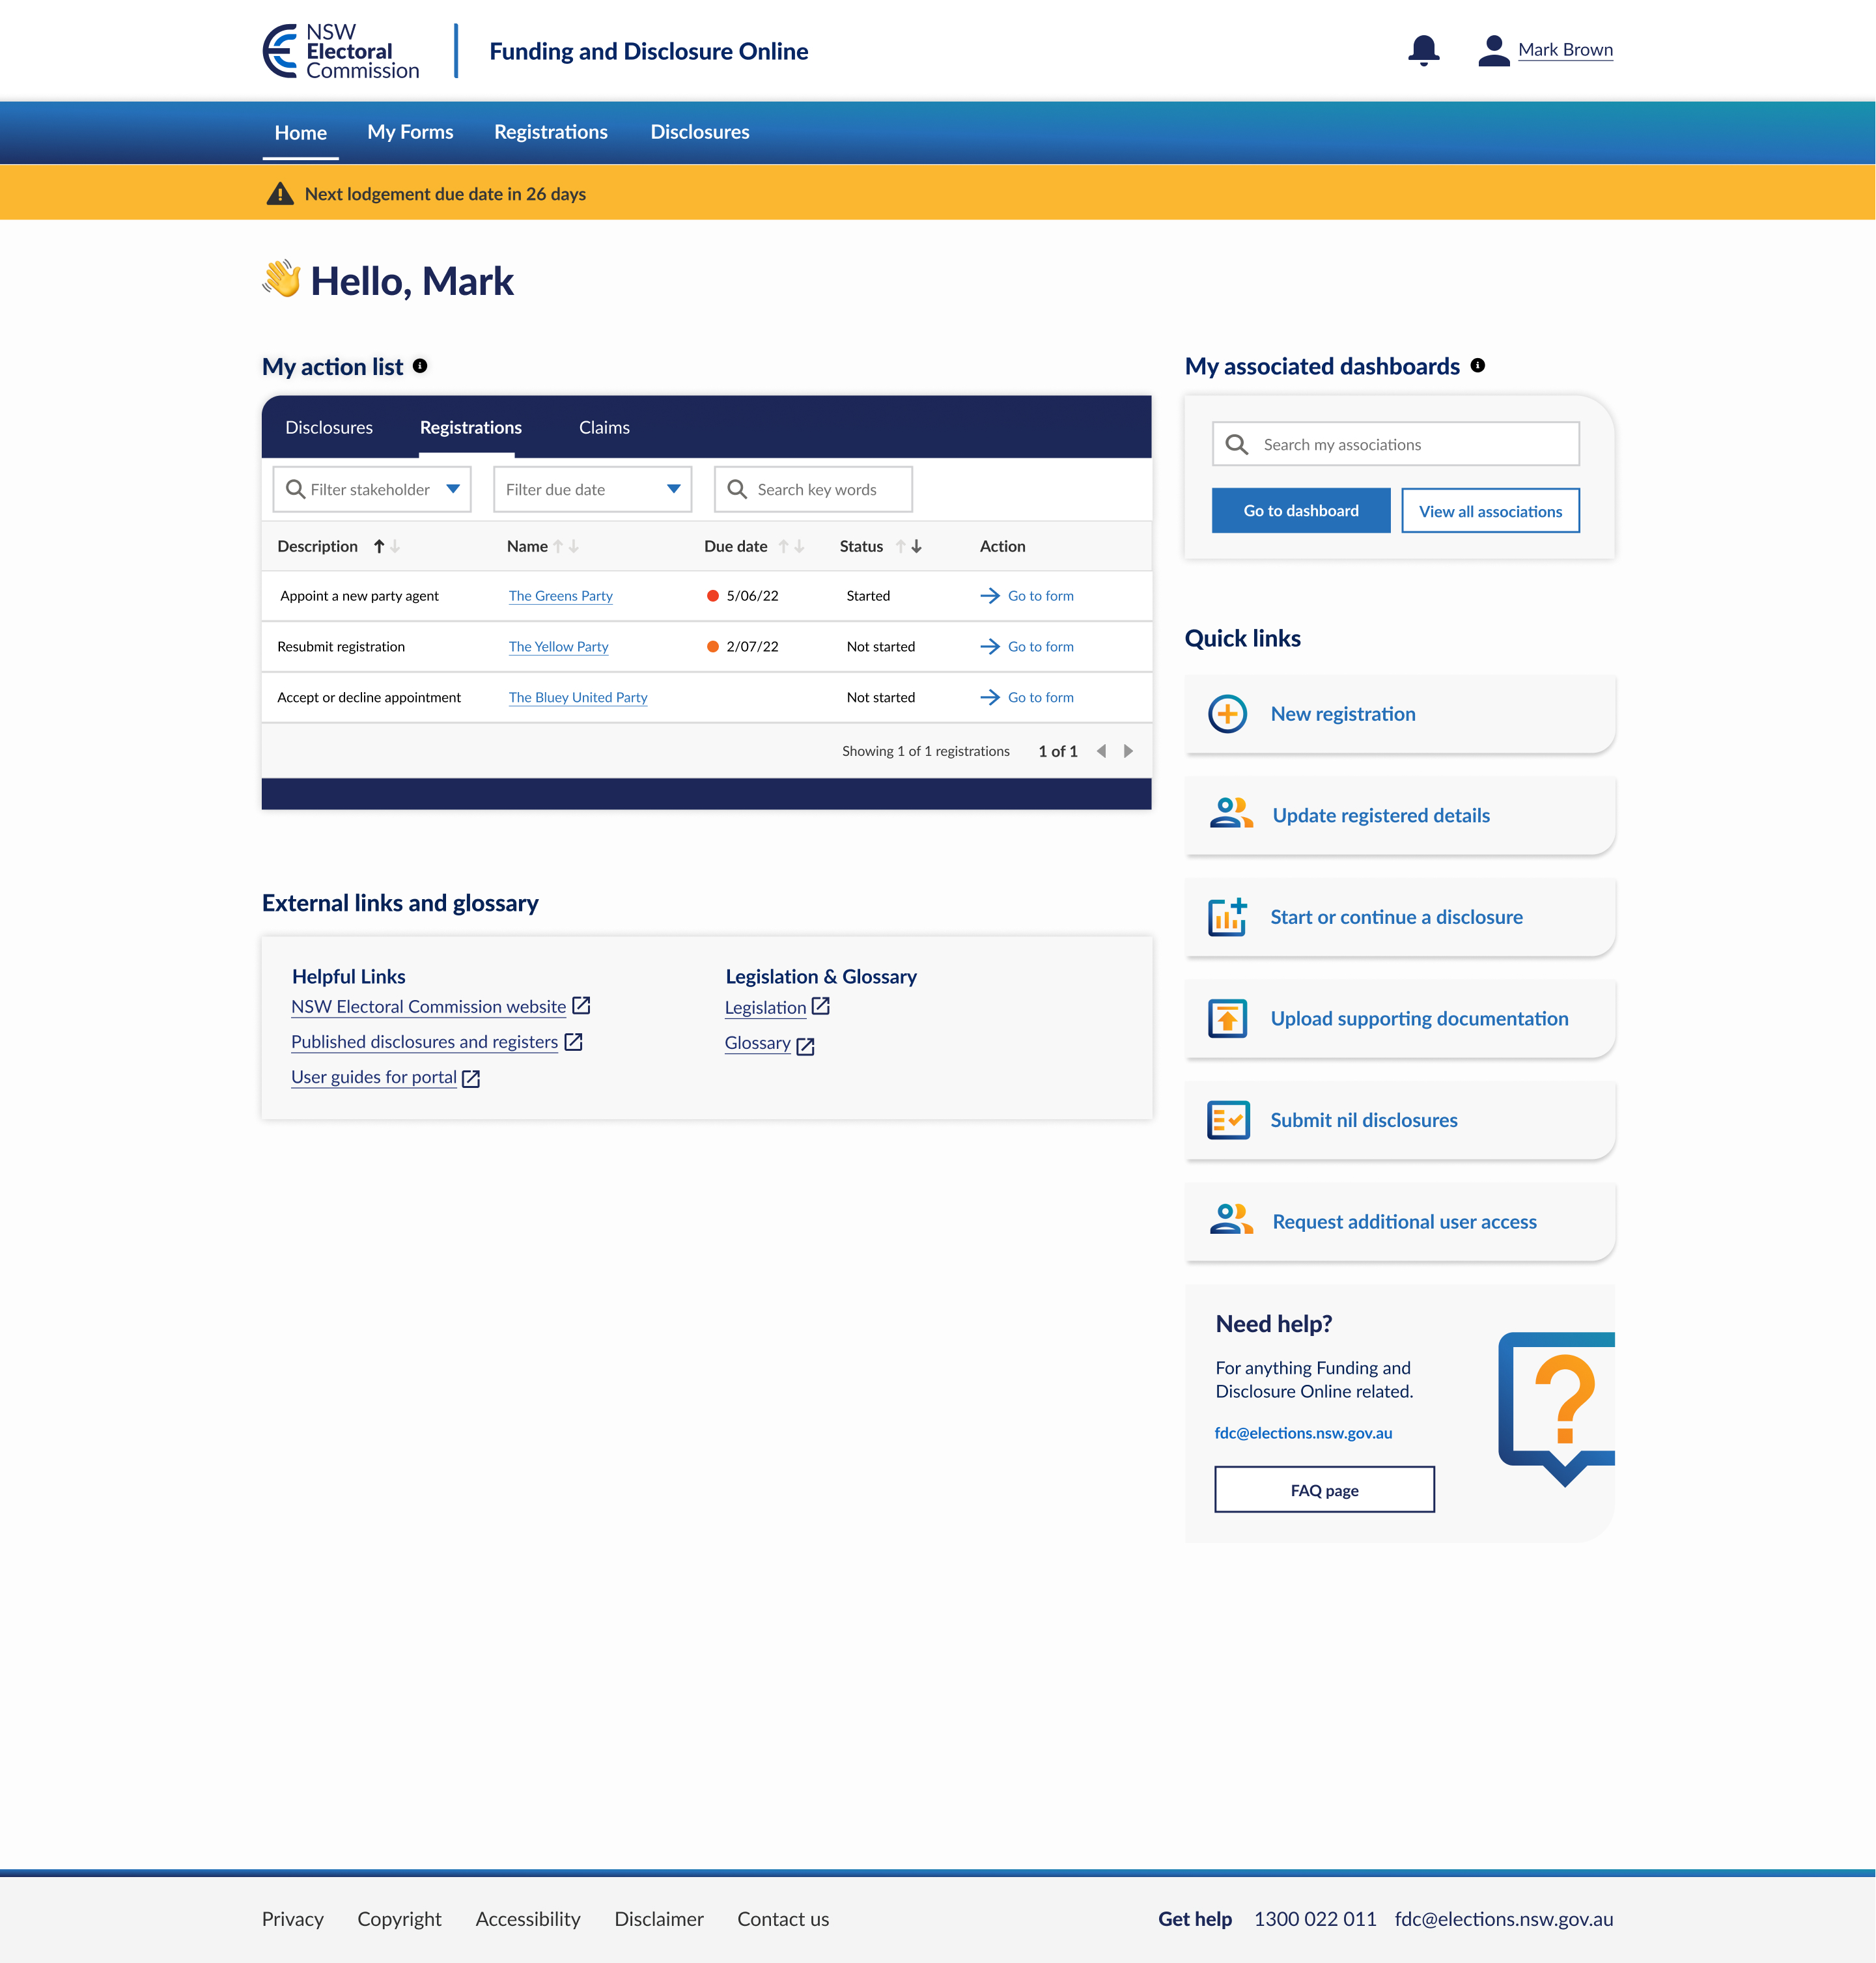 NSW
Electoral
Commission
Funding and Disclosure Online
Mark Brown
Home My Forms Registrations Disclosures
Next lodgement due date in 26 days
Hello, Mark
My action list
Disclosures Registrations Claims
Filter stakeholder Filter due date Search key words
Description Name Due date Status Action
Appoint a new party agent The Greens Party 5/06/22 Started Go to form
Resubmit registration The Yellow Party 2/07/22 Not started Go to form
Accept or decline appointment The Bluey United Party Not started Go to form
Showing 1 of 1 registrations 1 of 1
External links and glossary
Helpful Links
NSW Electoral Commission website
Published disclosures and registers
User guides for portal
Legislation & Glossary
Legislation
Glossary
My associated dashboards
Search my associations
Go to dashboard View all associations
Quick links
New registration
Update registered details
Start or continue a disclosure
Upload supporting documentation
Submit nil disclosures
Request additional user access
Need help?
For anything Funding and
Disclosure Online related.
fdc@elections.nsw.gov.au
FAQ page
Privacy Copyright Accessibility Disclaimer Contact us
Get help 1300 022 011 fdc@elections.nsw.gov.au